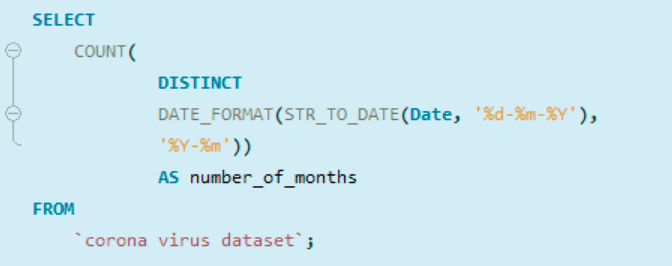 SELECT
COUNT(
DISTINCT
DATE_FORMAT(STR_TO_DATE(Date, '%d-%m-%Y'),
'%Y-%m'))
AS number_of_months
FROM
`corona virus dataset`;